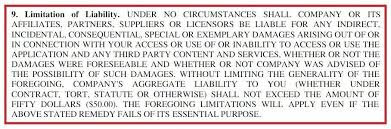 9. Limitation of Liability. UNDER NO CIRCUMSTANCES SHALL COMPANY OR ITS
AFFILIATES, PARTNERS, SUPPLIERS OR LICENSORS BE LIABLE FOR ANY INDIRECT,
INCIDENTAL, CONSEQUENTIAL, SPECIAL OR EXEMPLARY DAMAGES ARISING OUT OF OR
IN CONNECTION WITH YOUR ACCESS OR USE OF OR INABILITY TO ACCESS OR USE THE
APPLICATION AND ANY THIRD PARTY CONTENT AND SERVICES, WHETHER OR NOT THE
DAMAGES WERE FORESEEABLE AND WHETHER OR NOT COMPANY WAS ADVISED OF
THE POSSIBILITY OF SUCH DAMAGES. WITHOUT LIMITING THE GENERALITY OF THE
FOREGOING, COMPANY'S AGGREGATE LIABILITY TO YOU (WHETHER UNDER
CONTRACT, TORT, STATUTE OR OTHERWISE) SHALL NOT EXCEED THE AMOUNT OF
FIFTY DOLLARS ($50.00). THE FOREGOING LIMITATIONS WILL APPLY EVEN IF THE
ABOVE STATED REMEDY FAILS OF ITS ESSENTIAL PURPOSE.